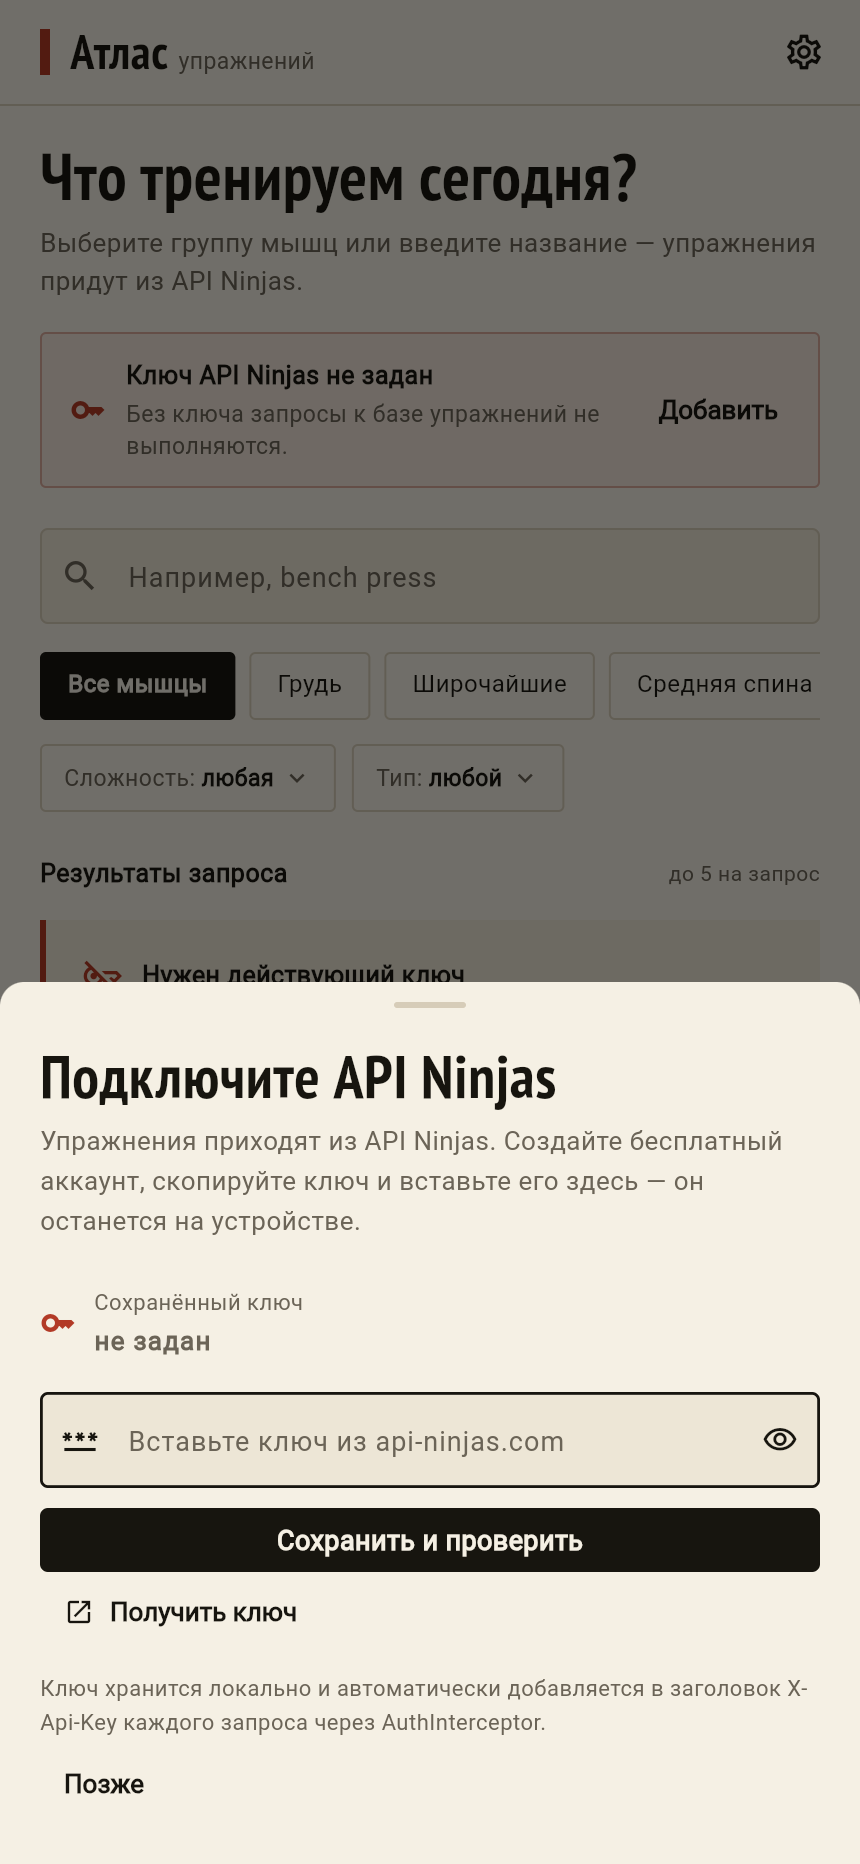 Атлас упражнений
Что тренируем сегодня?
Выберите группу мышц или введите название — упражнения
придут из API Ninjas.
Ключ API Ninjas не задан
Без ключа запросы к базе упражнений не
выполняются.
Добавить
Например, bench press
Все мышцы
Грудь
Широчайшие
Средняя спина
Сложность: любая
Тип: любой
Результаты запроса
до 5 на запрос
Нужен действующий ключ
Подключите API Ninjas
Упражнения приходят из API Ninjas. Создайте бесплатный
аккаунт, скопируйте ключ и вставьте его здесь — он
останется на устройстве.
Сохранённый ключ
не задан
Вставьте ключ из api-ninjas.com
Сохранить и проверить
Получить ключ
Ключ хранится локально и автоматически добавляется в заголовок X-
Api-Key каждого запроса через AuthInterceptor.
Позже